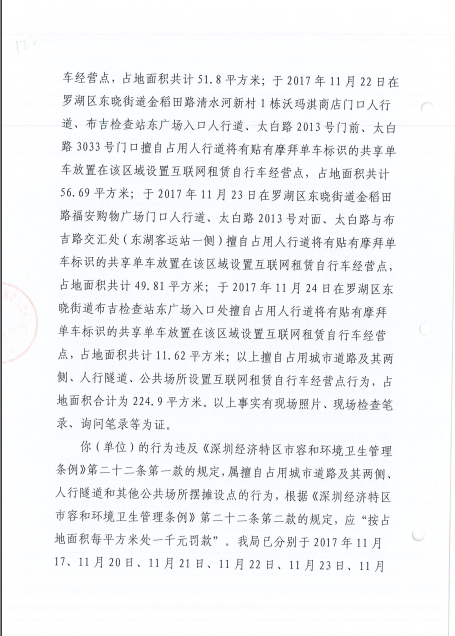 车经营点，占地面积共计 51.8 平方米；于 2017 年 11 月 22 日在
罗湖区东晓街道金稻田路清水河新村 1 栋沃玛淇商店门口人行
道、布吉检查站东广场入口人行道、太白路 2013 号门前、太白
路 3033 号门口擅自占用人行道将有贴有摩拜单车标识的共享单
车放置在该区域设置互联网租赁自行车经营点，占地面积共计
56.69 平方米；于 2017 年 11 月 23 日在罗湖区东晓街道金稻田
路福安购物广场门口人行道、太白路 2013 号对面、太白路与布
吉路交汇处（东湖客运站一侧）擅自占用人行道将有贴有摩拜单
车标识的共享单车放置在该区域设置互联网租赁自行车经营点，
占地面积共计 49.81 平方米；于 2017 年 11 月 24 日在罗湖区东
晓街道布吉检查站东广场入口处擅自占用人行道将有贴有摩拜
单车标识的共享单车放置在该区域设置互联网租赁自行车经营
点，占地面积共计 11.62 平方米；以上擅自占用城市道路及其两
侧、人行隧道、公共场所设置互联网租赁自行车经营点行为，占
地面积合计为 224.9 平方米。以上事实有现场照片、现场检查笔
录、询问笔录等为证。
你（单位）的行为违反《深圳经济特区市容和环境卫生管理
条例》第二十二条第一款的规定，属擅自占用城市道路及其两侧、
人行隧道和其他公共场所摆摊设点的行为，根据《深圳经济特区
市容和环境卫生管理条例》第二十二条第二款的规定，应“按占
地面积每平方米处一千元罚款”。我局已分别于 2017 年 11 月
17、11 月 20 日、11 月 21 日、11 月 22 日、11 月 23 日、11 月